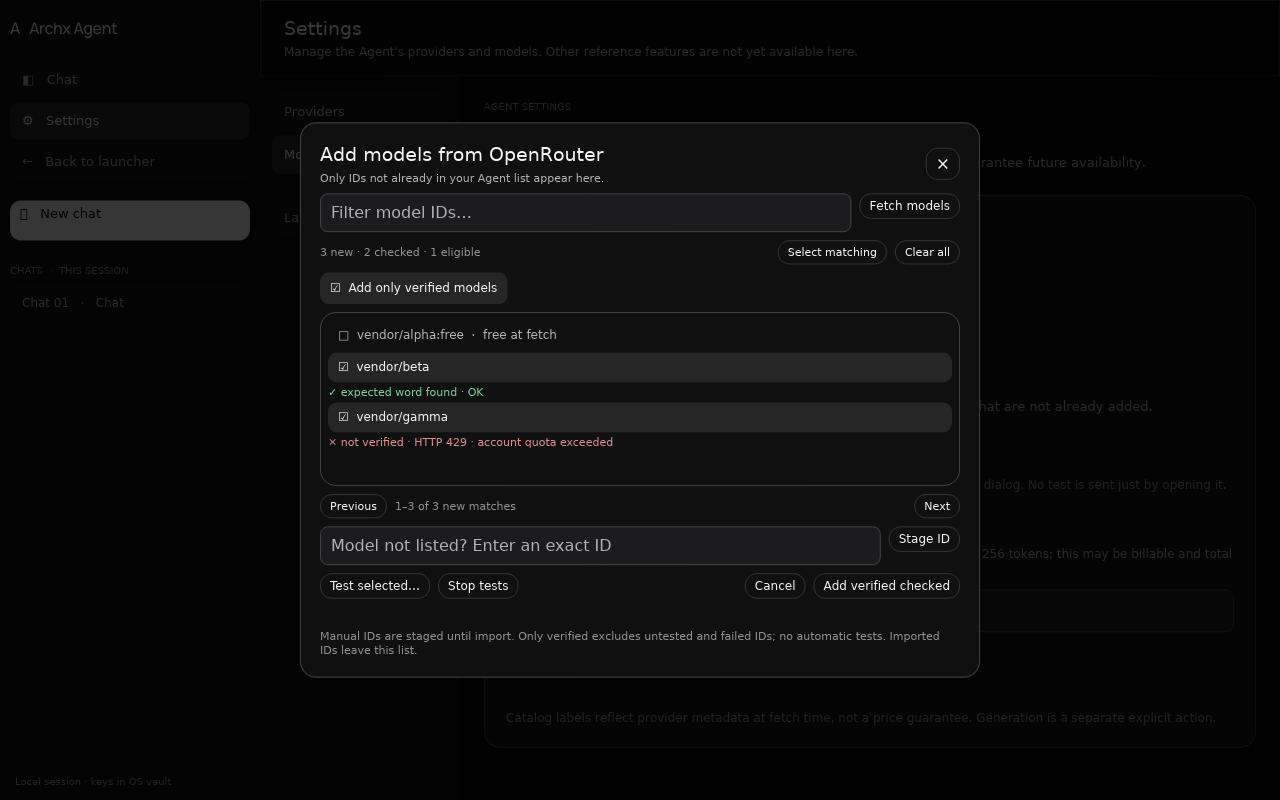 A Archx Agent
Settings
Manage the Agent's providers and models. Other reference features are not yet available here.
◧ Chat
⚙ Settings
← Back to launcher
New chat
CHATS · THIS SESSION
Chat 01 · Chat
Local session · keys in OS vault
Providers
Mo
La
AGENT SETTINGS
rantee future availability.
hat are not already added.
dialog. No test is sent just by opening it.
256 tokens; this may be billable and total
Catalog labels reflect provider metadata at fetch time, not a price guarantee. Generation is a separate explicit action.
Add models from OpenRouter
Only IDs not already in your Agent list appear here.
×
Filter model IDs...
Fetch models
3 new · 2 checked · 1 eligible
Select matching
Clear all
☑ Add only verified models
☐ vendor/alpha:free · free at fetch
☑ vendor/beta
✓ expected word found · OK
☑ vendor/gamma
× not verified · HTTP 429 · account quota exceeded
Previous
1–3 of 3 new matches
Next
Model not listed? Enter an exact ID
Stage ID
Test selected...
Stop tests
Cancel
Add verified checked
Manual IDs are staged until import. Only verified excludes untested and failed IDs; no automatic tests. Imported
IDs leave this list.